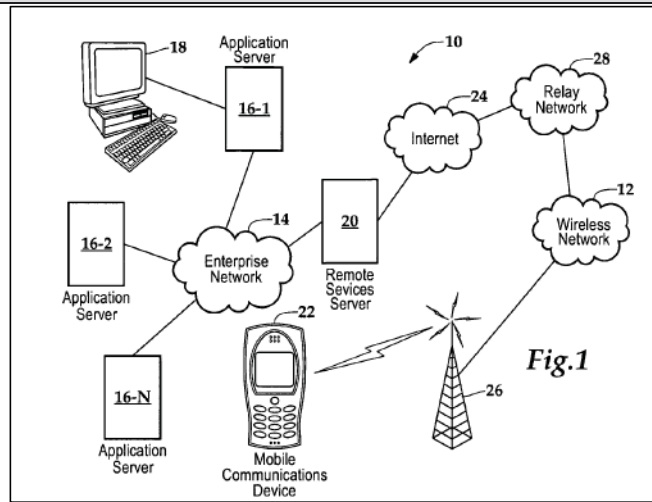 18
Application
Server
16-1
10
28
Relay
Network
24
Internet
12
Wireless
Network
14
Enterprise
Network
20
Remote
Sevices
Server
16-2
Application
Server
22
16-N
Application
Server
Mobile
Communications
Device
26
Fig.1